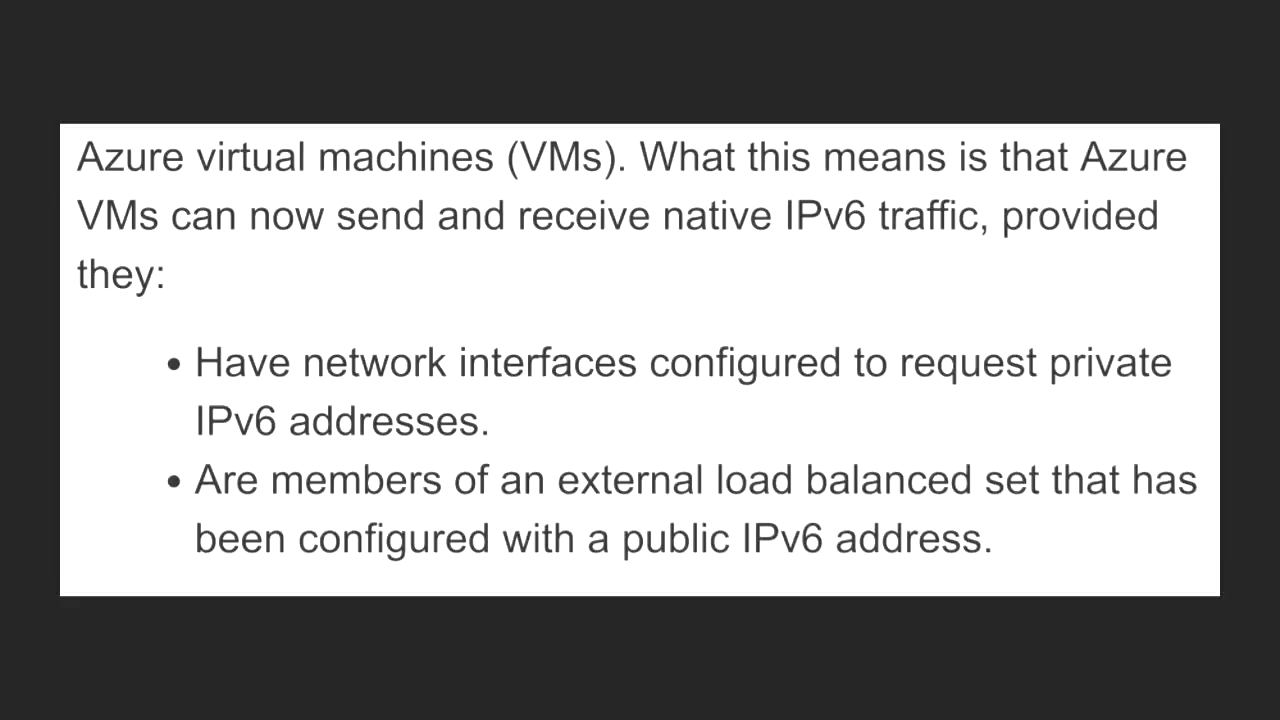 Azure virtual machines (VMs). What this means is that Azure
VMs can now send and receive native IPv6 traffic, provided
they:
• Have network interfaces configured to request private
IPv6 addresses.
• Are members of an external load balanced set that has
been configured with a public IPv6 address.